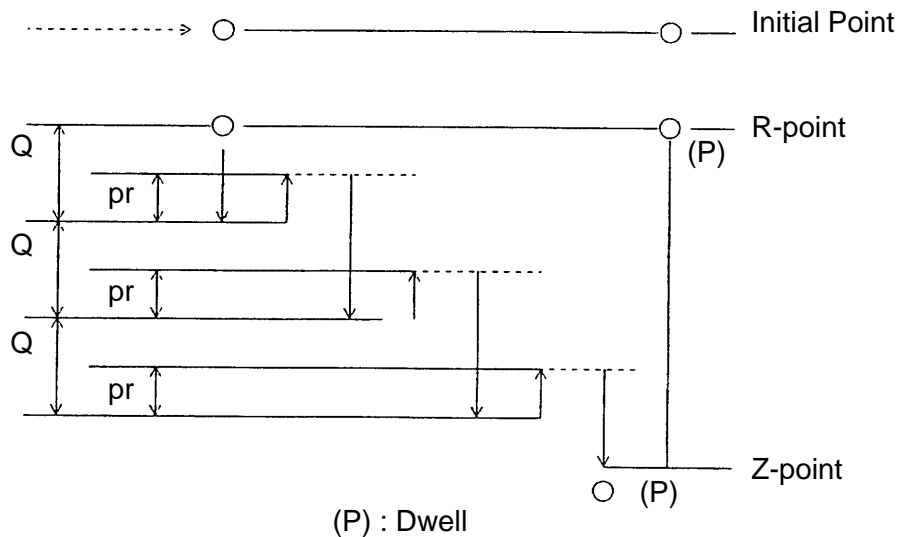 Initial Point
R-point
Q
(P)
pr
Q
pr
Q
pr
Z-point
(P)
(P) : Dwell